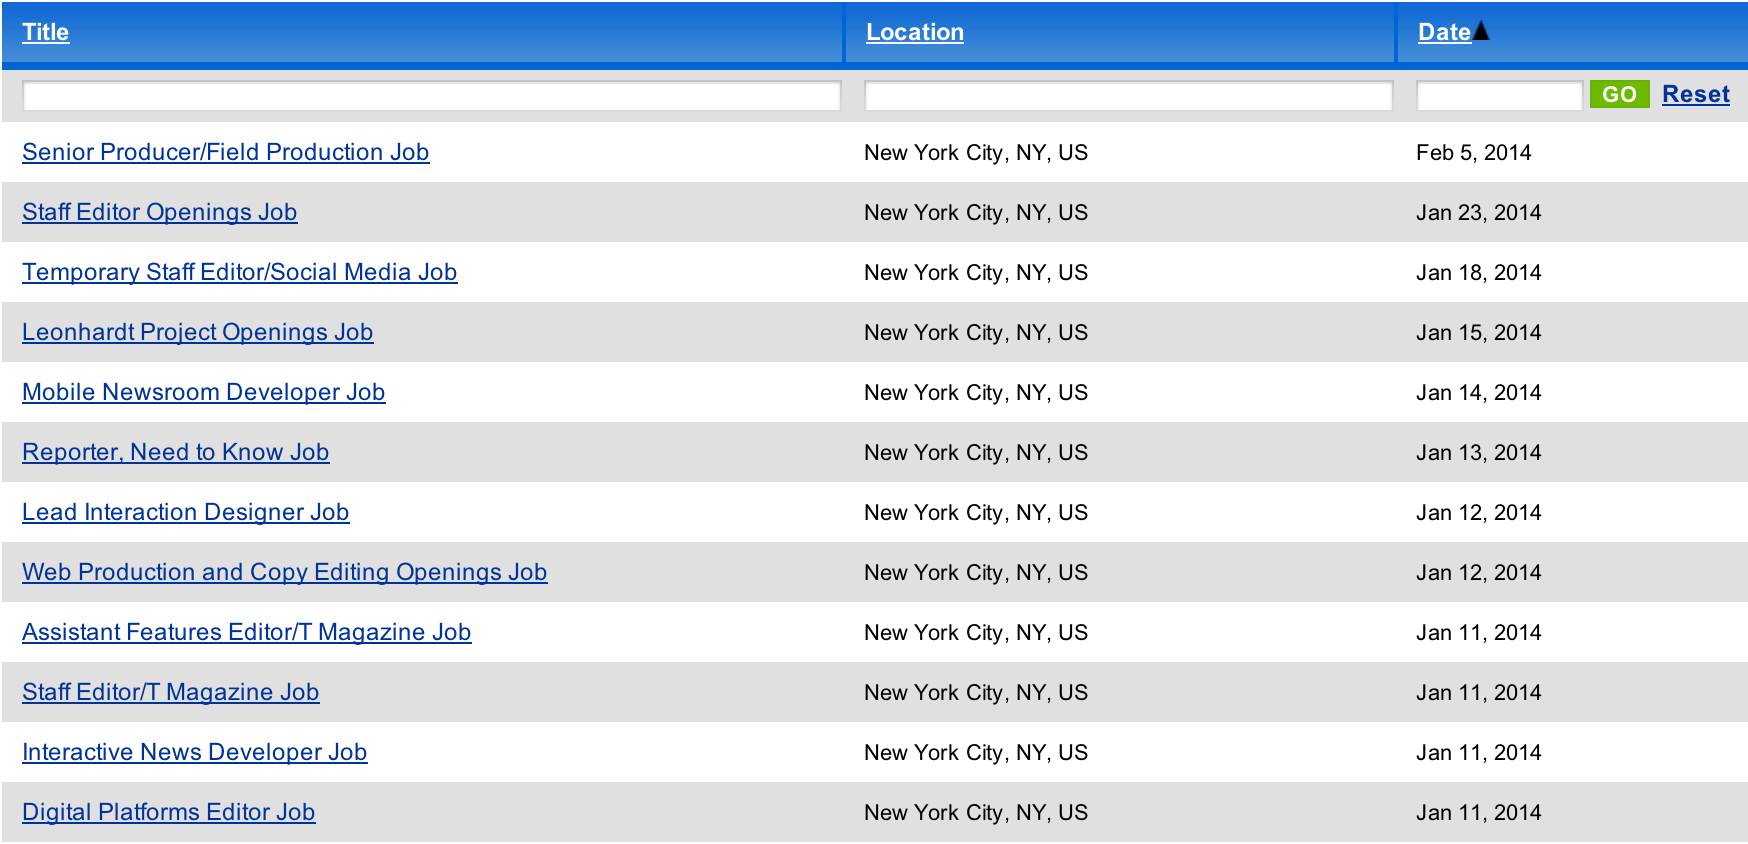 Title Location Date▲
GO Reset
Senior Producer/Field Production Job New York City, NY, US Feb 5, 2014
Staff Editor Openings Job New York City, NY, US Jan 23, 2014
Temporary Staff Editor/Social Media Job New York City, NY, US Jan 18, 2014
Leonhardt Project Openings Job New York City, NY, US Jan 15, 2014
Mobile Newsroom Developer Job New York City, NY, US Jan 14, 2014
Reporter, Need to Know Job New York City, NY, US Jan 13, 2014
Lead Interaction Designer Job New York City, NY, US Jan 12, 2014
Web Production and Copy Editing Openings Job New York City, NY, US Jan 12, 2014
Assistant Features Editor/T Magazine Job New York City, NY, US Jan 11, 2014
Staff Editor/T Magazine Job New York City, NY, US Jan 11, 2014
Interactive News Developer Job New York City, NY, US Jan 11, 2014
Digital Platforms Editor Job New York City, NY, US Jan 11, 2014